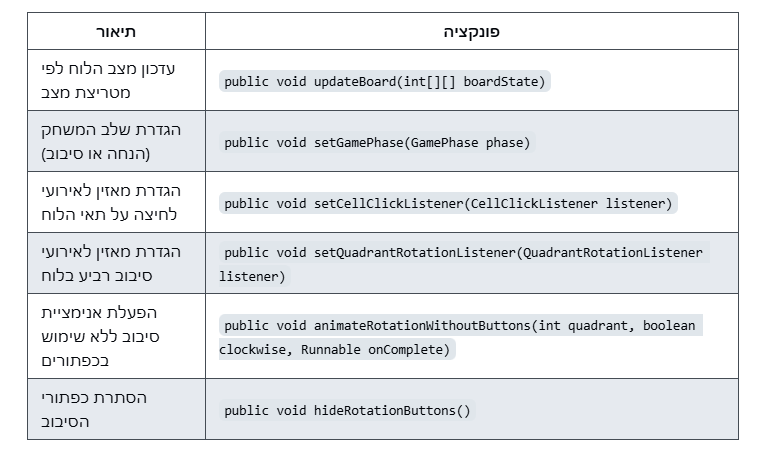 פונקציה
תיאור
public void updateBoard(int[][] boardState)
עדכון מצב הלוח לפי
מטריצת מצב
public void setGamePhase(GamePhase phase)
הגדרת שלב המשחק
(הנחה או סיבוב)
public void setCellClickListener(CellClickListener listener)
הגדרת מאזין לאירועי
לחיצה על תאי הלוח
public void setQuadrantRotationListener(QuadrantRotationListener
listener)
הגדרת מאזין לאירועי
סיבוב רביע בלוח
public void animateRotationWithoutButtons(int quadrant, boolean
clockwise, Runnable onComplete)
הפעלת אנימציית
סיבוב ללא שימוש
בכפתורים
public void hideRotationButtons()
הסתרת כפתורי
הסיבוב